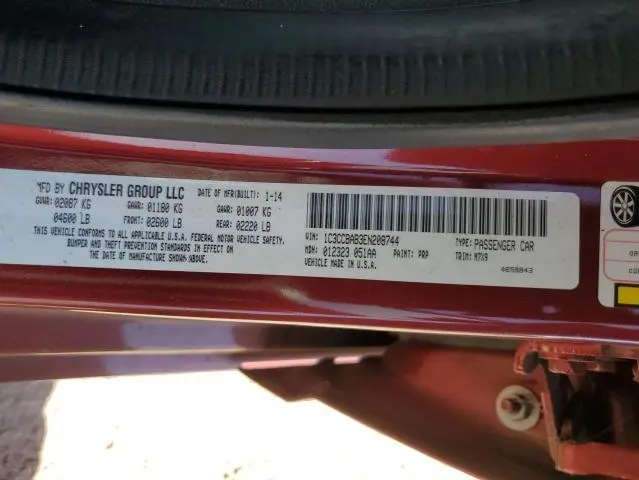 MFD BY CHRYSLER GROUP LLC DATE OF MFR(BUILT): 1-14
GVWR: 02087 KG GAWR: 01180 KG GAWR: 01007 KG
04600 LB FRONT: 02600 LB REAR: 02220 LB
THIS VEHICLE CONFORMS TO ALL APPLICABLE U.S.A. FEDERAL MOTOR VEHICLE SAFETY,
BUMPER AND THEFT PREVENTION STANDARDS IN EFFECT ON
THE DATE OF MANUFACTURE SHOWN ABOVE.
VIN: 1C3CCBAB3EN208744 TYPE: PASSENGER CAR
MDH: 012323 051AA PAINT: PRP TRIM: M7X9
VEHICLE MADE IN U.S.A. 4658843